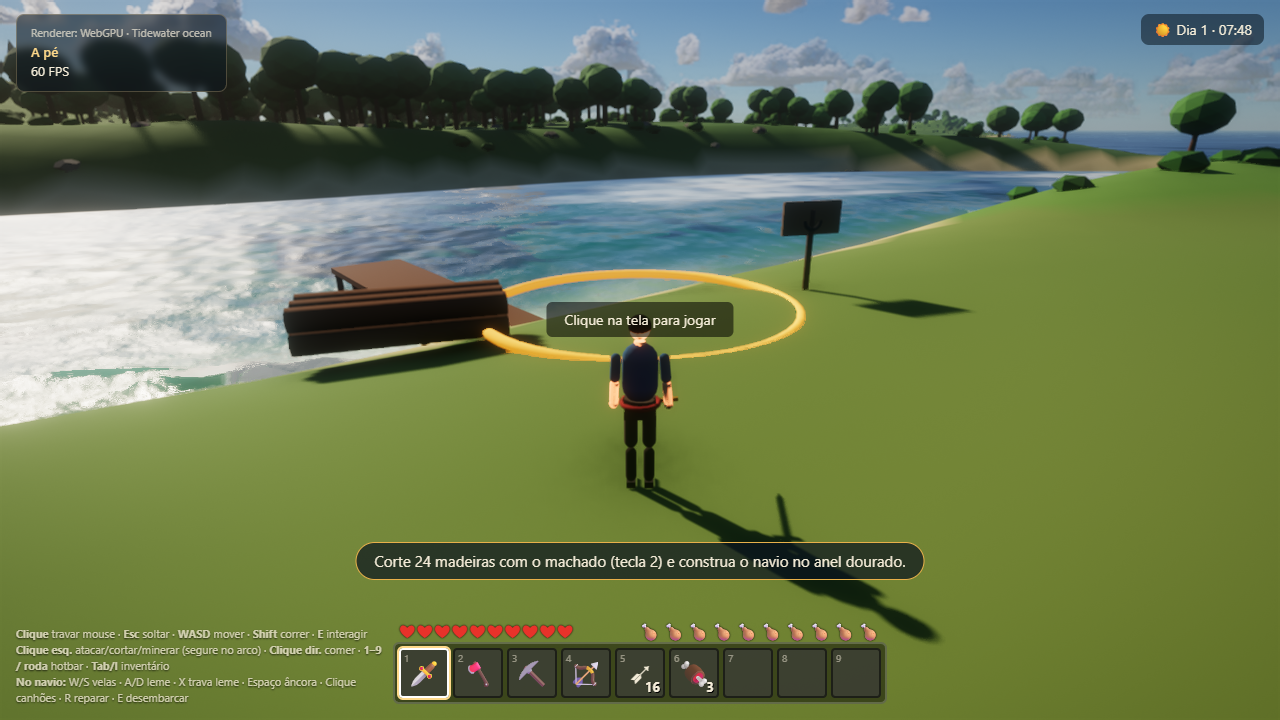 Renderer: WebGPU · Tidewater ocean
A pé
60 FPS
Dia 1 · 07:48
Clique na tela para jogar
Corte 24 madeiras com o machado (tecla 2) e construa o navio no anel dourado.
Clique travar mouse · Esc soltar · WASD mover · Shift correr · E interagir
Clique esq. atacar/cortar/minerar (segure no arco) · Clique dir. comer · 1–9
/ roda hotbar · Tab/I inventário
No navio: W/S velas · A/D leme · X trava leme · Espaço âncora · Clique
canhões · R reparar · E desembarcar
1 2 3 4 5 6 7 8 9
16 3